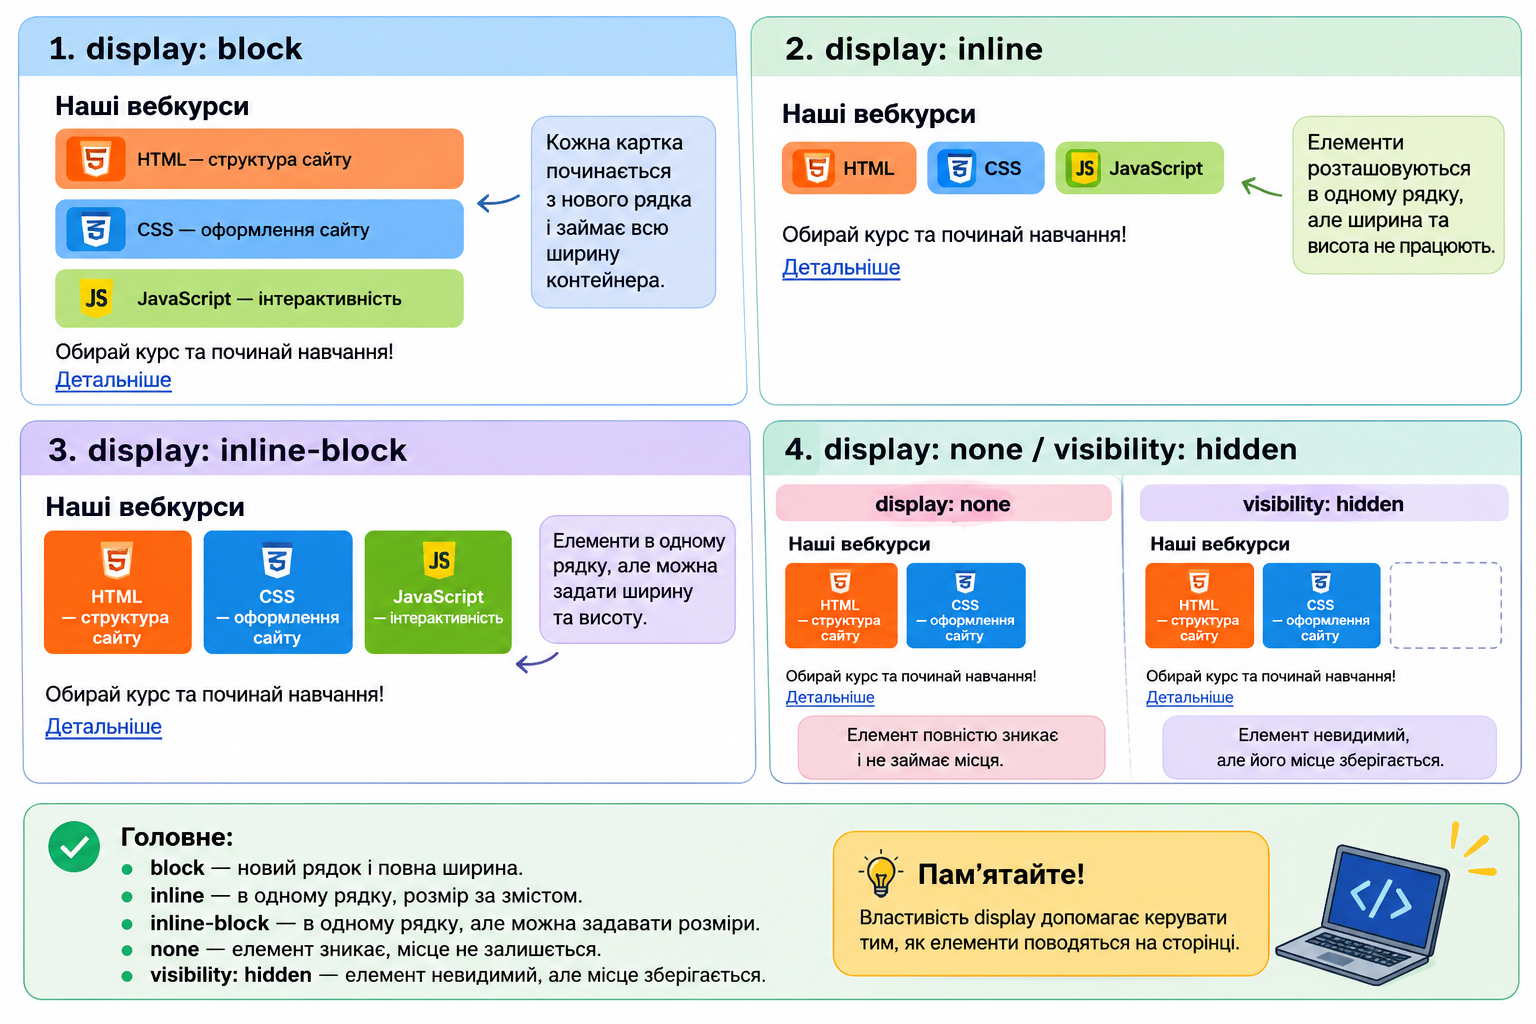 1. display: block
Наші вебкурси
HTML — структура сайту
CSS — оформлення сайту
JS
JavaScript — інтерактивність
Обирай курс та починай навчання!
Детальніше
Кожна картка
починається
з нового рядка
і займає всю
ширину
контейнера.
2. display: inline
Наші вебкурси
HTML
CSS
JS
JavaScript
Обирай курс та починай навчання!
Детальніше
Елементи
розташовуються
в одному рядку,
але ширина та
висота не працюють.
3. display: inline-block
Наші вебкурси
HTML
— структура
сайту
CSS
— оформлення
сайту
JS
JavaScript
— інтерактивність
Обирай курс та починай навчання!
Детальніше
Елементи в одному
рядку, але можна
задати ширину
та висоту.
4. display: none / visibility: hidden
display: none
Наші вебкурси
HTML
— структура
сайту
CSS
— оформлення
сайту
Обирай курс та починай навчання!
Детальніше
Елемент повністю зникає
і не займає місця.
visibility: hidden
Наші вебкурси
HTML
— структура
сайту
CSS
— оформлення
сайту
Обирай курс та починай навчання!
Детальніше
Елемент невидимий,
але його місце зберігається.
Головне:
● block — новий рядок і повна ширина.
● inline — в одному рядку, розмір за змістом.
● inline-block — в одному рядку, але можна задавати розміри.
● none — елемент зникає, місце не залишється.
● visibility: hidden — елемент невидимий, але місце зберігається.
Пам’ятайте!
Властивість display допомагає керувати
тим, як елементи поводяться на сторінці.
</>